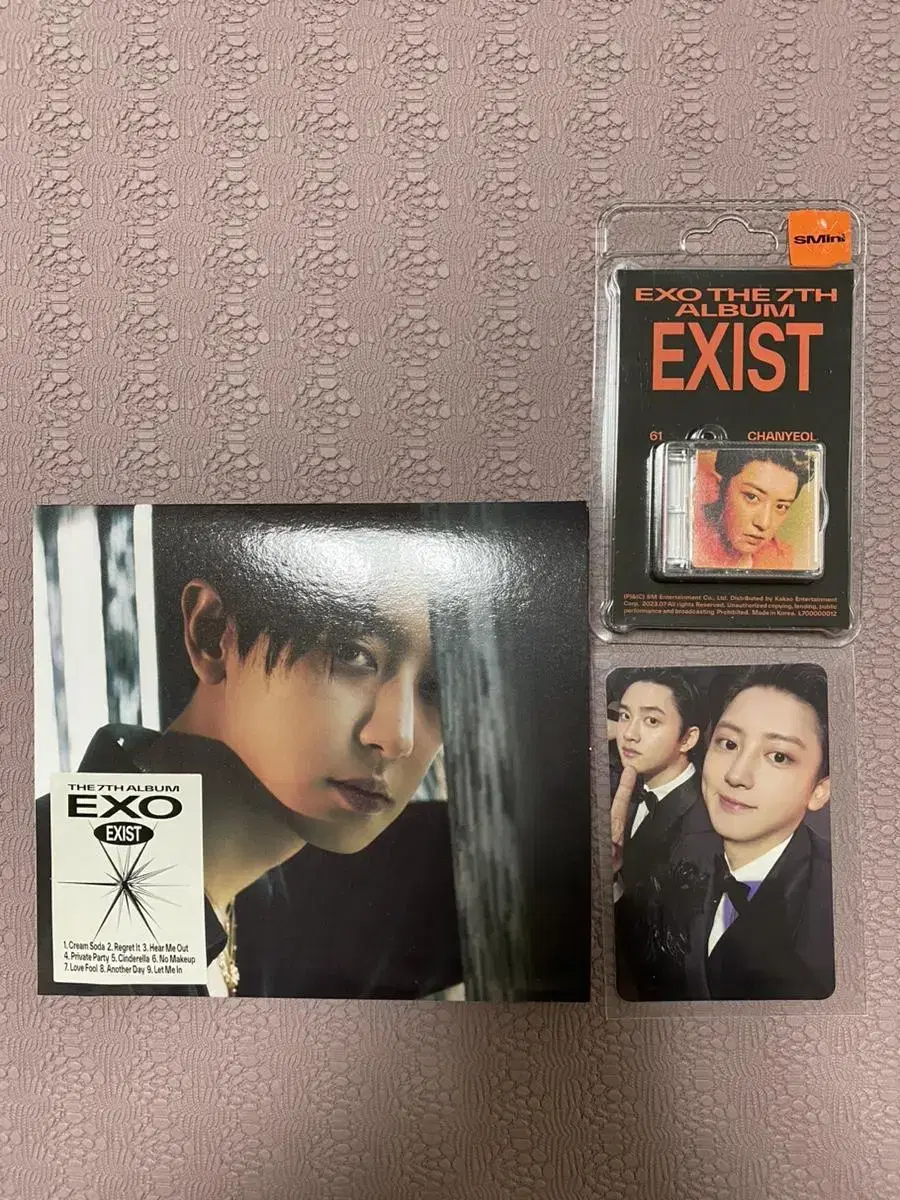 sMini
EXO THE 7TH
ALBUM
EXIST
61 CHANYEOL
(P)&(C) SM Entertainment Co., Ltd. Distributed by Kakao Entertainment
Corp. 2023.07 All rights Reserved. Unauthorized copying, lending, public
performance and broadcasting Prohibited. Made in Korea. L700000012
THE 7TH ALBUM
EXO
EXIST
1. Cream Soda 2. Regret It 3. Hear Me Out
4. Private Party 5. Cinderella 6. No Makeup
7. Love Fool 8. Another Day 9. Let Me In